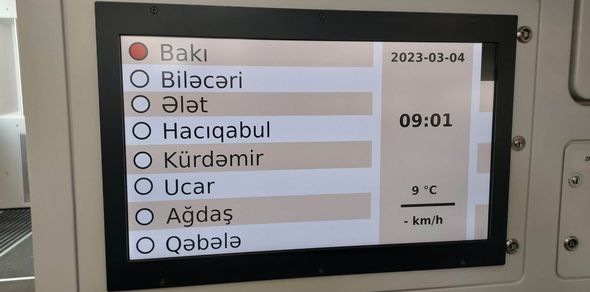 Bakı
Biləcəri
Ələt
Hacıqabul
Kürdəmir
Ucar
Ağdaş
Qəbələ
2023-03-04
09:01
9 °C
- km/h